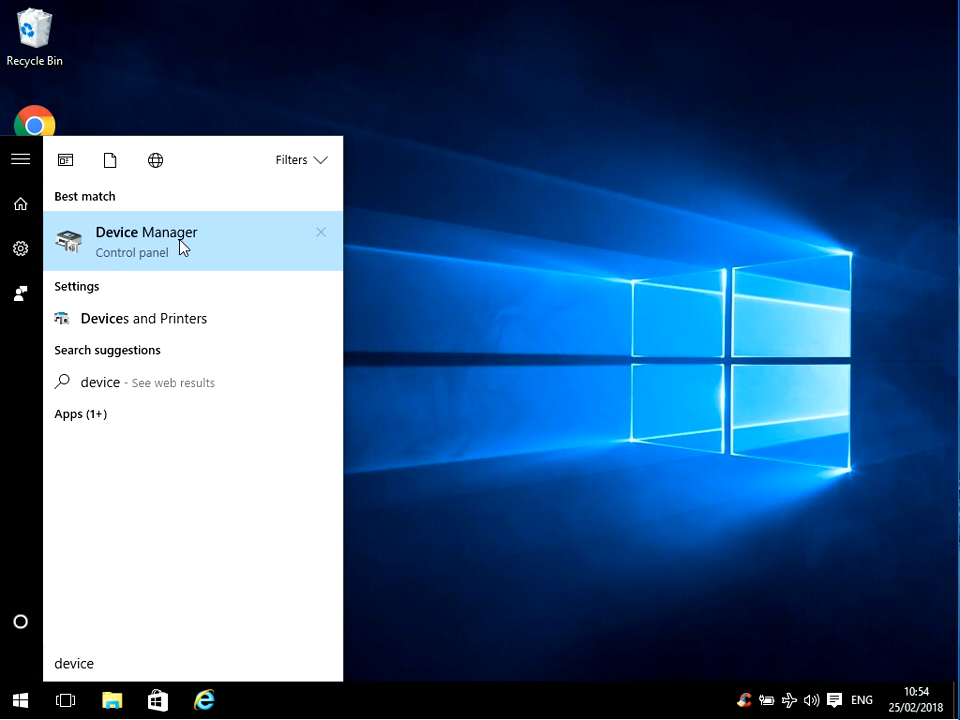 Recycle Bin
Filters
Best match
Device Manager
Control panel
Settings
Devices and Printers
Search suggestions
device - See web results
Apps (1+)
device
ENG
10:54
25/02/2018